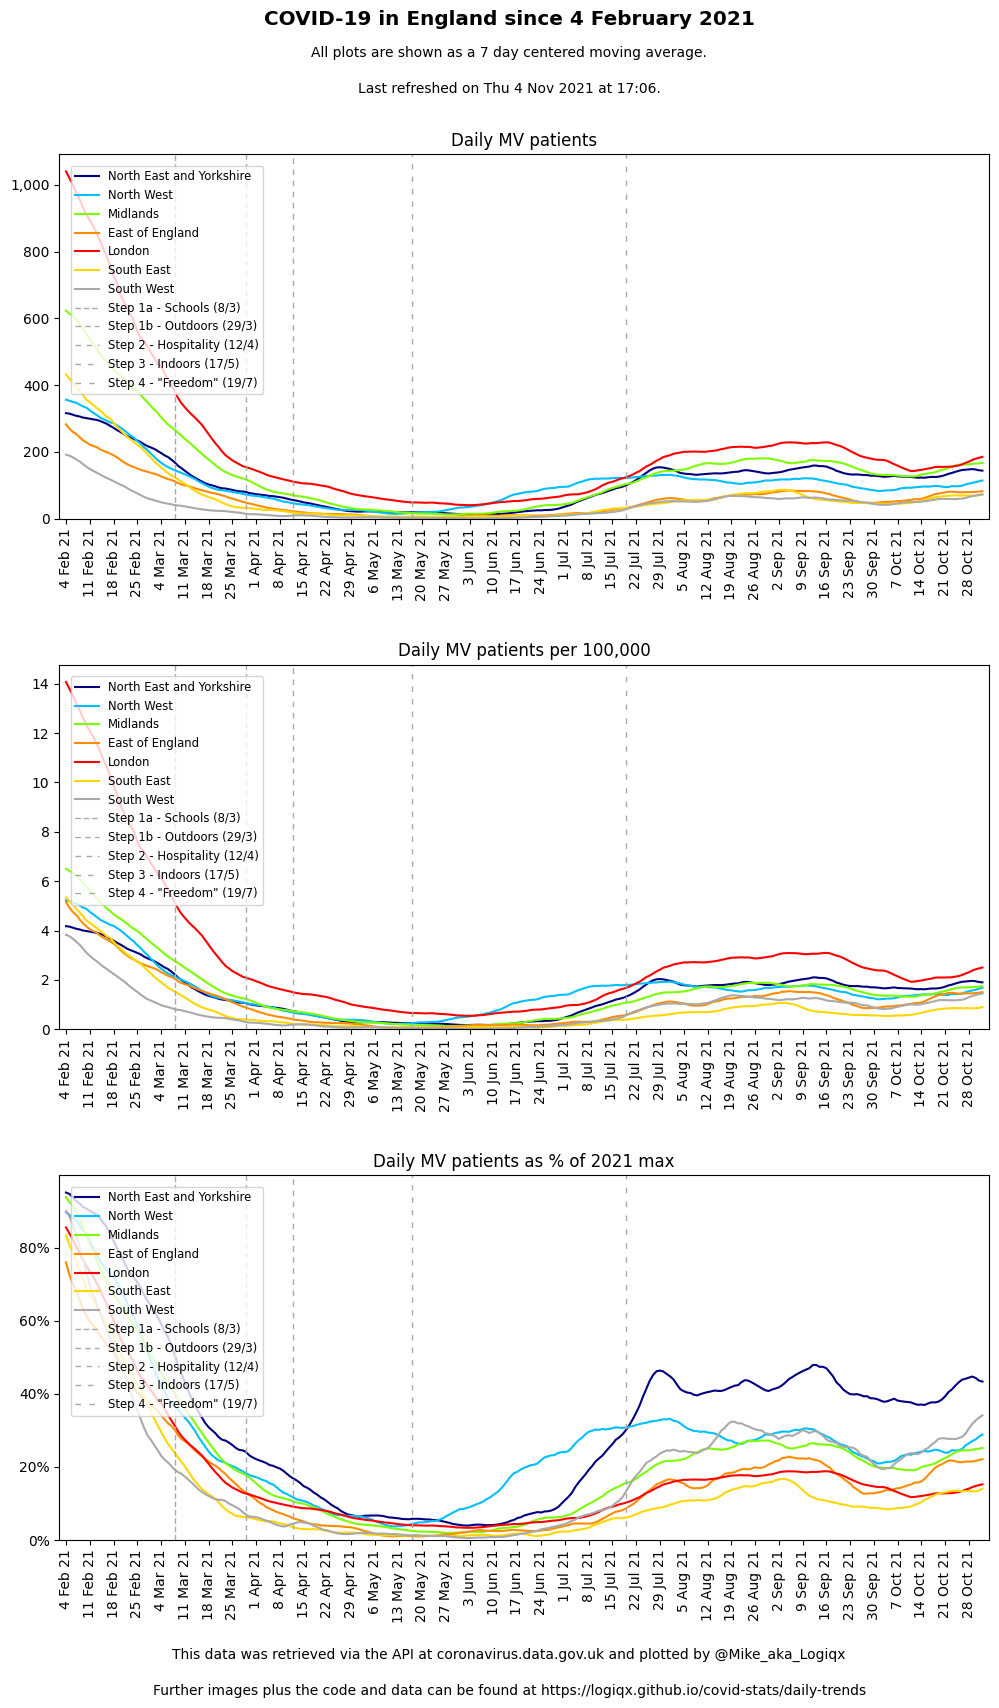 COVID-19 in England since 4 February 2021
All plots are shown as a 7 day centered moving average.
Last refreshed on Thu 4 Nov 2021 at 17:06.
Daily MV patients
1,000
800
600
400
200
0
North East and Yorkshire
North West
Midlands
East of England
London
South East
South West
Step 1a - Schools (8/3)
Step 1b - Outdoors (29/3)
Step 2 - Hospitality (12/4)
Step 3 - Indoors (17/5)
Step 4 - "Freedom" (19/7)
4 Feb 21
11 Feb 21
18 Feb 21
25 Feb 21
4 Mar 21
11 Mar 21
18 Mar 21
25 Mar 21
1 Apr 21
8 Apr 21
15 Apr 21
22 Apr 21
29 Apr 21
6 May 21
13 May 21
20 May 21
27 May 21
3 Jun 21
10 Jun 21
17 Jun 21
24 Jun 21
1 Jul 21
8 Jul 21
15 Jul 21
22 Jul 21
29 Jul 21
5 Aug 21
12 Aug 21
19 Aug 21
26 Aug 21
2 Sep 21
9 Sep 21
16 Sep 21
23 Sep 21
30 Sep 21
7 Oct 21
14 Oct 21
21 Oct 21
28 Oct 21
Daily MV patients per 100,000
14
12
10
8
6
4
2
0
North East and Yorkshire
North West
Midlands
East of England
London
South East
South West
Step 1a - Schools (8/3)
Step 1b - Outdoors (29/3)
Step 2 - Hospitality (12/4)
Step 3 - Indoors (17/5)
Step 4 - "Freedom" (19/7)
4 Feb 21
11 Feb 21
18 Feb 21
25 Feb 21
4 Mar 21
11 Mar 21
18 Mar 21
25 Mar 21
1 Apr 21
8 Apr 21
15 Apr 21
22 Apr 21
29 Apr 21
6 May 21
13 May 21
20 May 21
27 May 21
3 Jun 21
10 Jun 21
17 Jun 21
24 Jun 21
1 Jul 21
8 Jul 21
15 Jul 21
22 Jul 21
29 Jul 21
5 Aug 21
12 Aug 21
19 Aug 21
26 Aug 21
2 Sep 21
9 Sep 21
16 Sep 21
23 Sep 21
30 Sep 21
7 Oct 21
14 Oct 21
21 Oct 21
28 Oct 21
Daily MV patients as % of 2021 max
80%
60%
40%
20%
0%
North East and Yorkshire
North West
Midlands
East of England
London
South East
South West
Step 1a - Schools (8/3)
Step 1b - Outdoors (29/3)
Step 2 - Hospitality (12/4)
Step 3 - Indoors (17/5)
Step 4 - "Freedom" (19/7)
4 Feb 21
11 Feb 21
18 Feb 21
25 Feb 21
4 Mar 21
11 Mar 21
18 Mar 21
25 Mar 21
1 Apr 21
8 Apr 21
15 Apr 21
22 Apr 21
29 Apr 21
6 May 21
13 May 21
20 May 21
27 May 21
3 Jun 21
10 Jun 21
17 Jun 21
24 Jun 21
1 Jul 21
8 Jul 21
15 Jul 21
22 Jul 21
29 Jul 21
5 Aug 21
12 Aug 21
19 Aug 21
26 Aug 21
2 Sep 21
9 Sep 21
16 Sep 21
23 Sep 21
30 Sep 21
7 Oct 21
14 Oct 21
21 Oct 21
28 Oct 21
This data was retrieved via the API at coronavirus.data.gov.uk and plotted by @Mike_aka_Logiqx
Further images plus the code and data can be found at https://logiqx.github.io/covid-stats/daily-trends